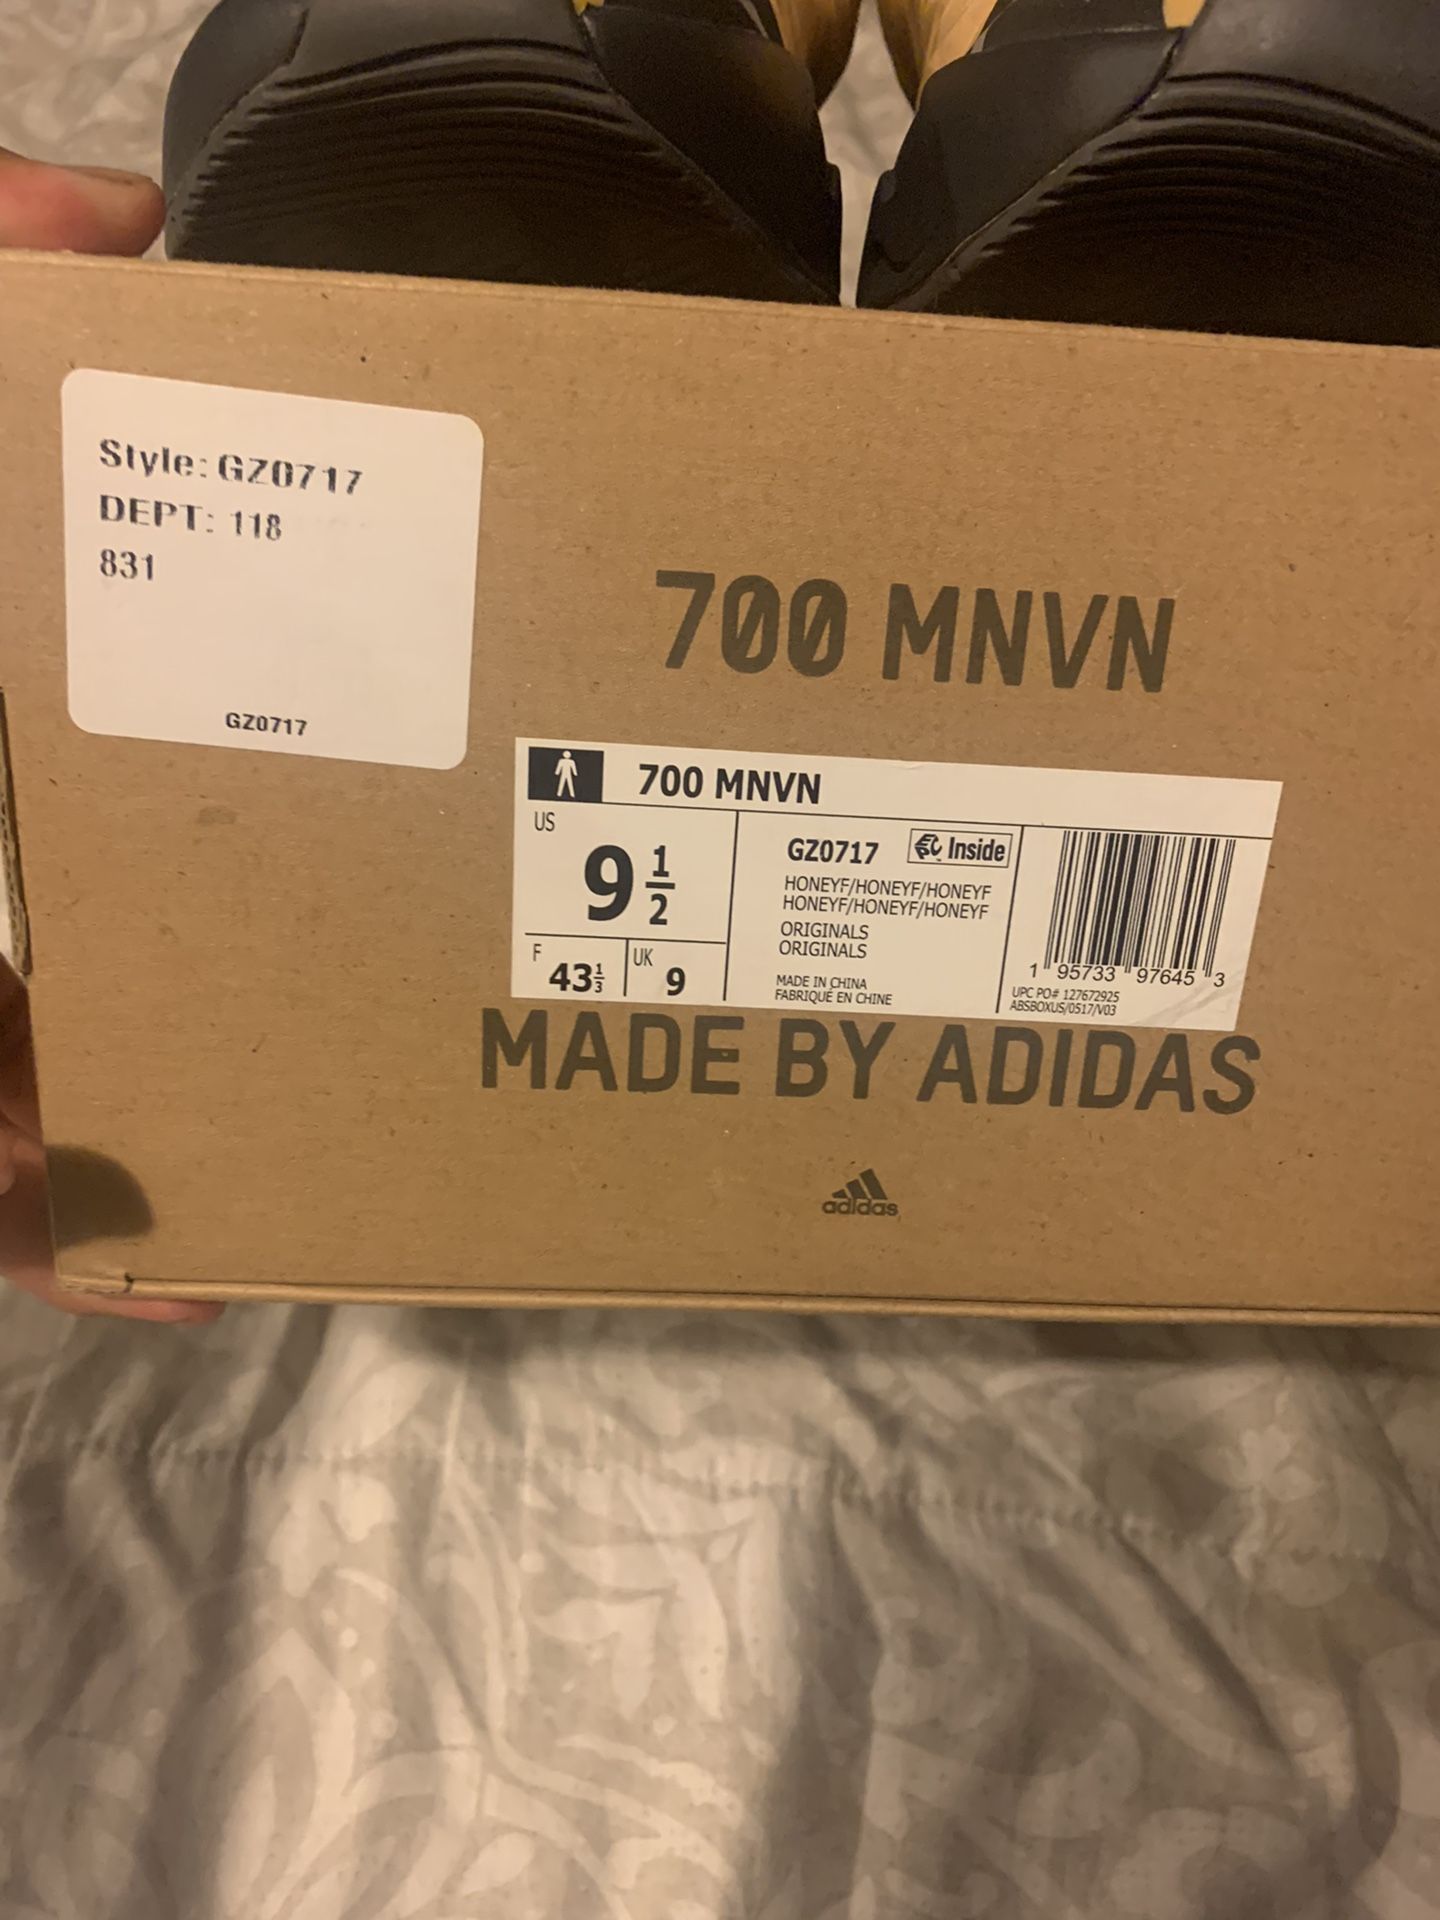 Style: GZ0717
DEPT: 118
831
GZ0717
700 MNVN
700 MNVN
US
9 1/2
F
43 1/3
UK
9
GZ0717
Inside
HONEYF/HONEYF/HONEYF
HONEYF/HONEYF/HONEYF
ORIGINALS
ORIGINALS
MADE IN CHINA
FABRIQUÉ EN CHINE
1 95733 97645 3
UPC PO# 127672925
ABSBOXUS/0517/V03
MADE BY ADIDAS
adidas